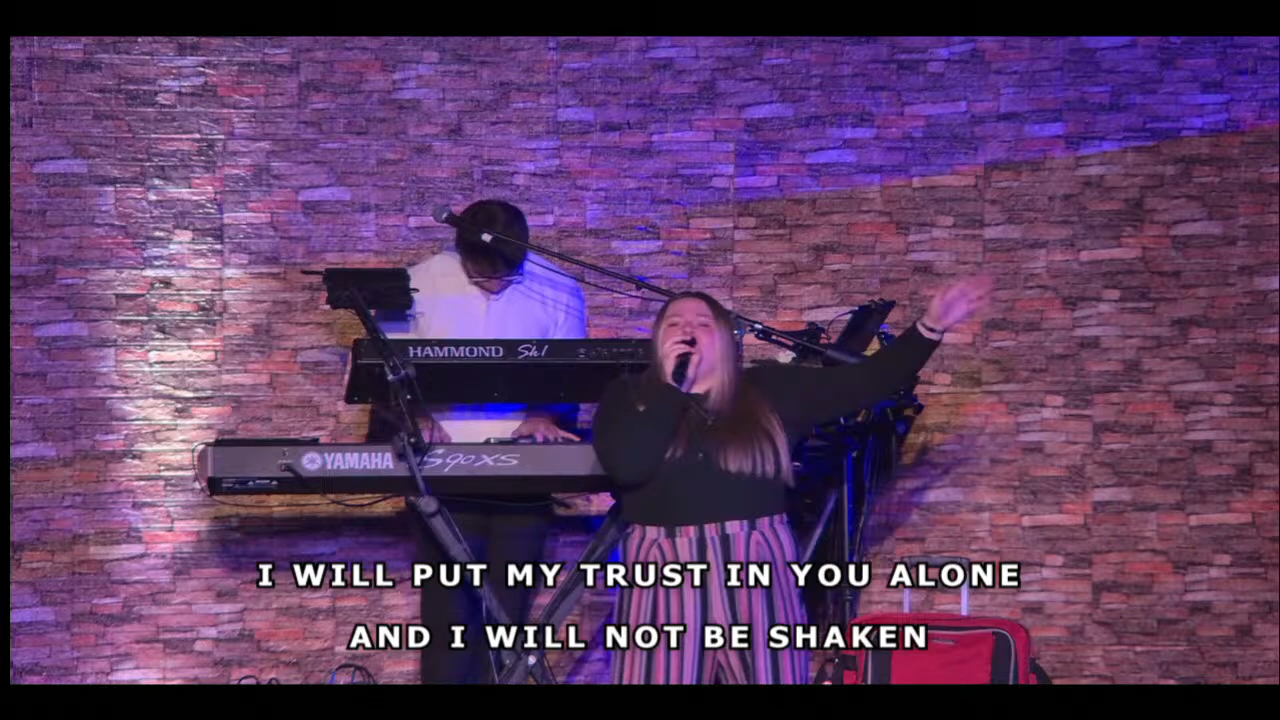 HAMMOND Sk1
YAMAHA S90XS
I WILL PUT MY TRUST IN YOU ALONE
AND I WILL NOT BE SHAKEN